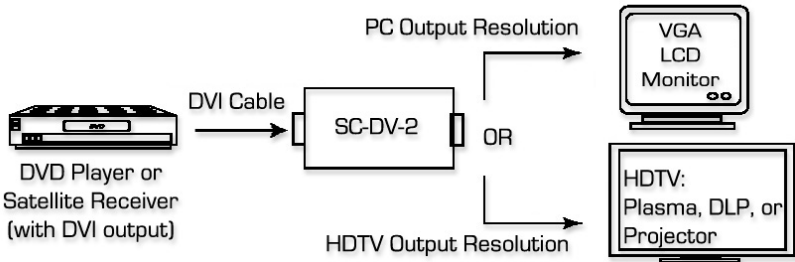 PC Output Resolution
VGA
LCD
Monitor
DVI Cable
DVD
SC-DV-2
OR
DVD Player or
Satellite Receiver
(with DVI output)
HDTV:
Plasma, DLP, or
Projector
HDTV Output Resolution